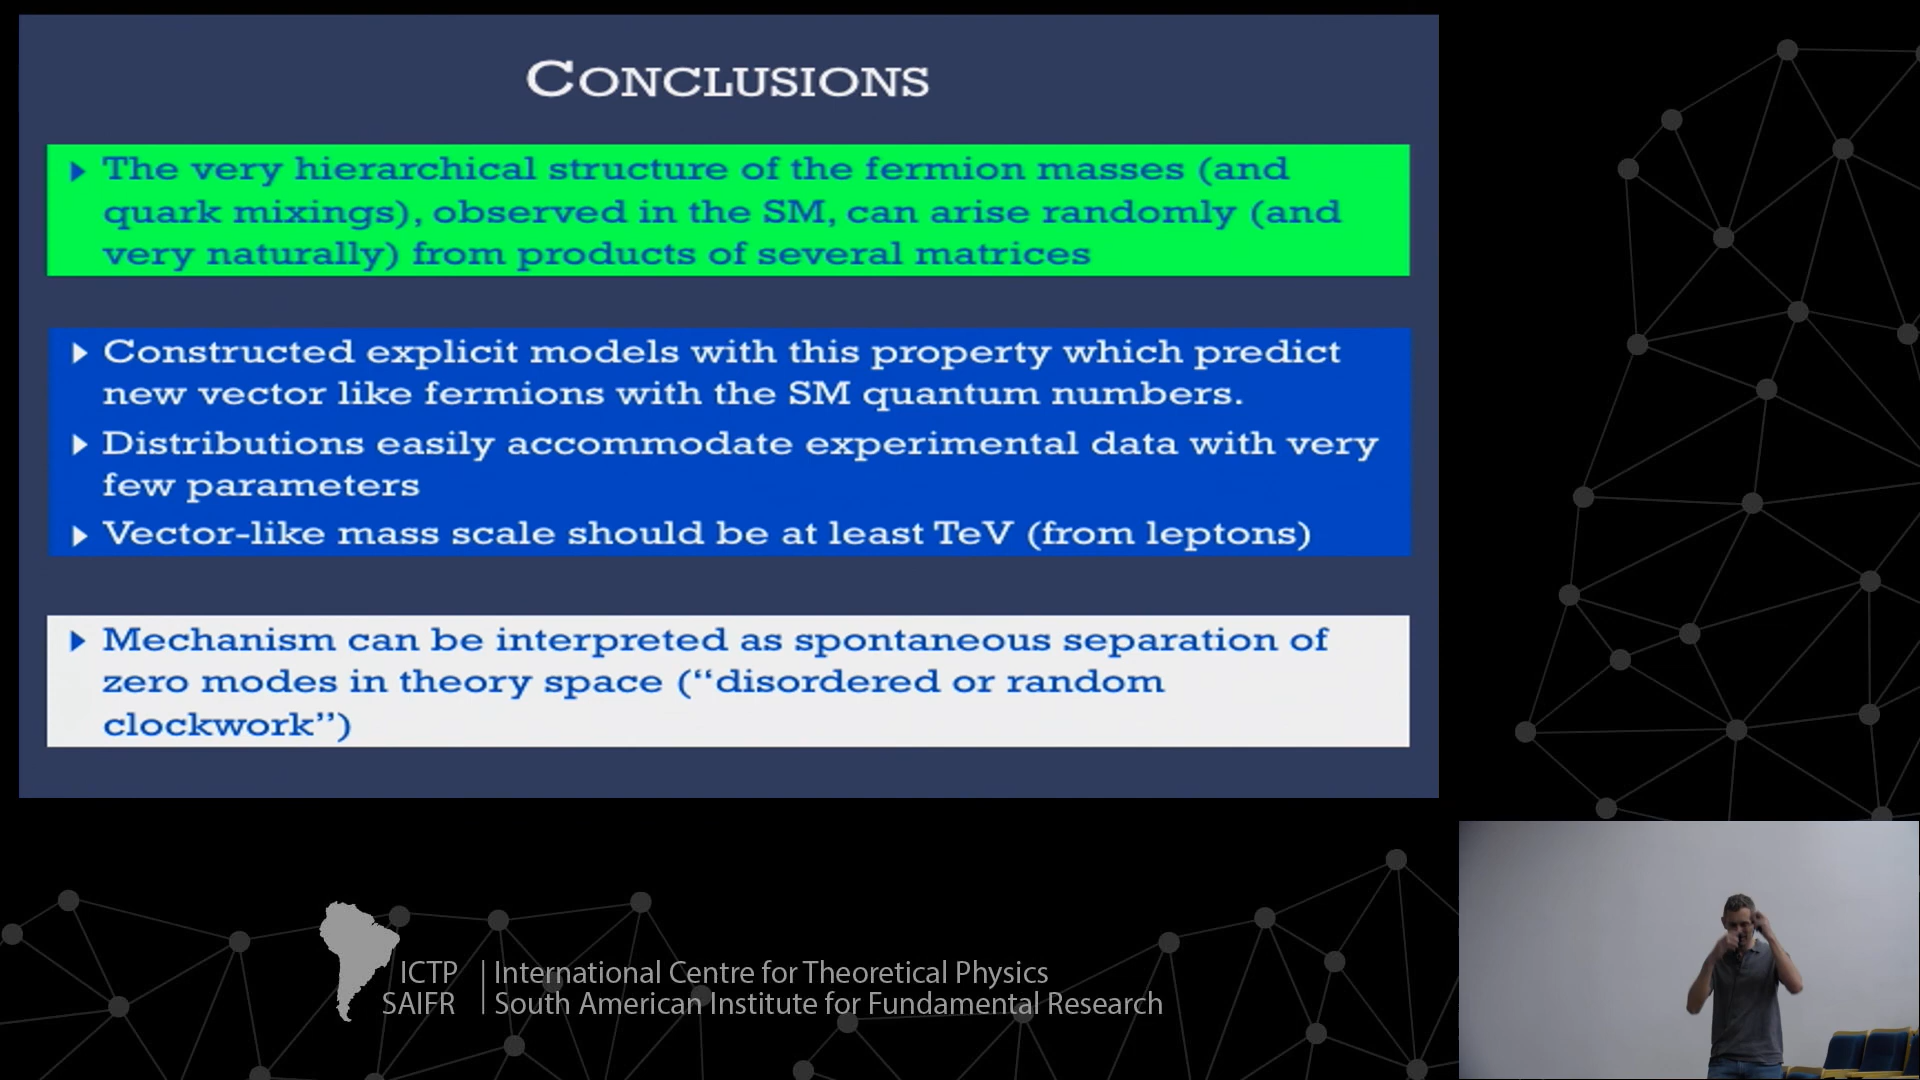 CONCLUSIONS
The very hierarchical structure of the fermion masses (and
quark mixings), observed in the SM, can arise randomly (and
very naturally) from products of several matrices
Constructed explicit models with this property which predict
new vector like fermions with the SM quantum numbers.
Distributions easily accommodate experimental data with very
few parameters
Vector-like mass scale should be at least TeV (from leptons)
Mechanism can be interpreted as spontaneous separation of
zero modes in theory space (“disordered or random
clockwork”)
ICTP International Centre for Theoretical Physics
SAIFR South American Institute for Fundamental Research